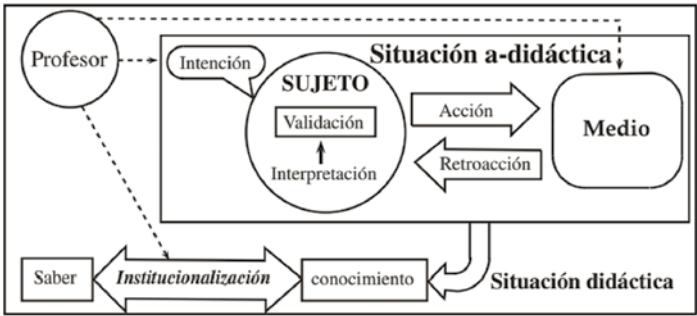 Profesor
Situación a-didáctica
Intención
SUJETO
Validación
Interpretación
Acción
Retroacción
Medio
Saber
Institucionalización
conocimiento
Situación didáctica